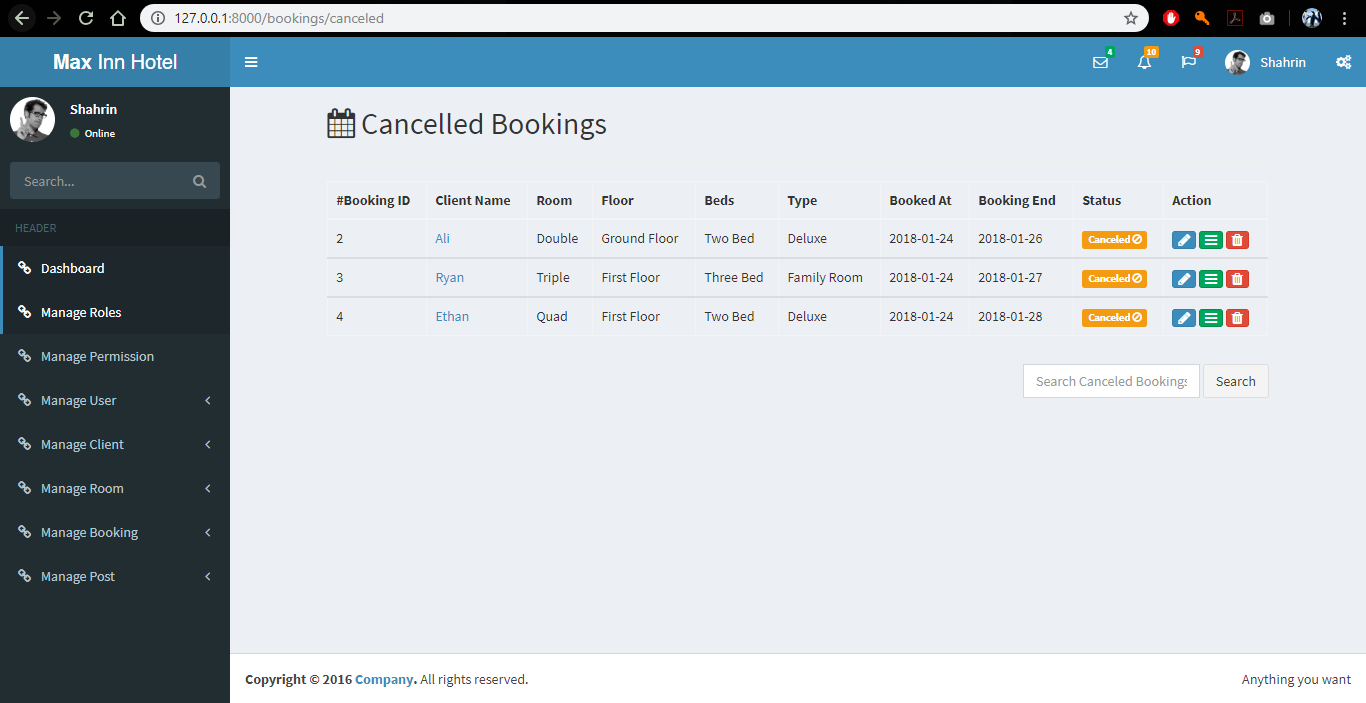 127.0.0.1:8000/bookings/canceled
Max Inn Hotel
4
10
9
Shahrin
Shahrin
Online
Search...
HEADER
Dashboard
Manage Roles
Manage Permission
Manage User
Manage Client
Manage Room
Manage Booking
Manage Post
Cancelled Bookings
#Booking ID Client Name Room Floor Beds Type Booked At Booking End Status Action
2 Ali Double Ground Floor Two Bed Deluxe 2018-01-24 2018-01-26 Canceled
3 Ryan Triple First Floor Three Bed Family Room 2018-01-24 2018-01-27 Canceled
4 Ethan Quad First Floor Two Bed Deluxe 2018-01-24 2018-01-28 Canceled
Search Canceled Bookings Search
Copyright © 2016 Company. All rights reserved. Anything you want